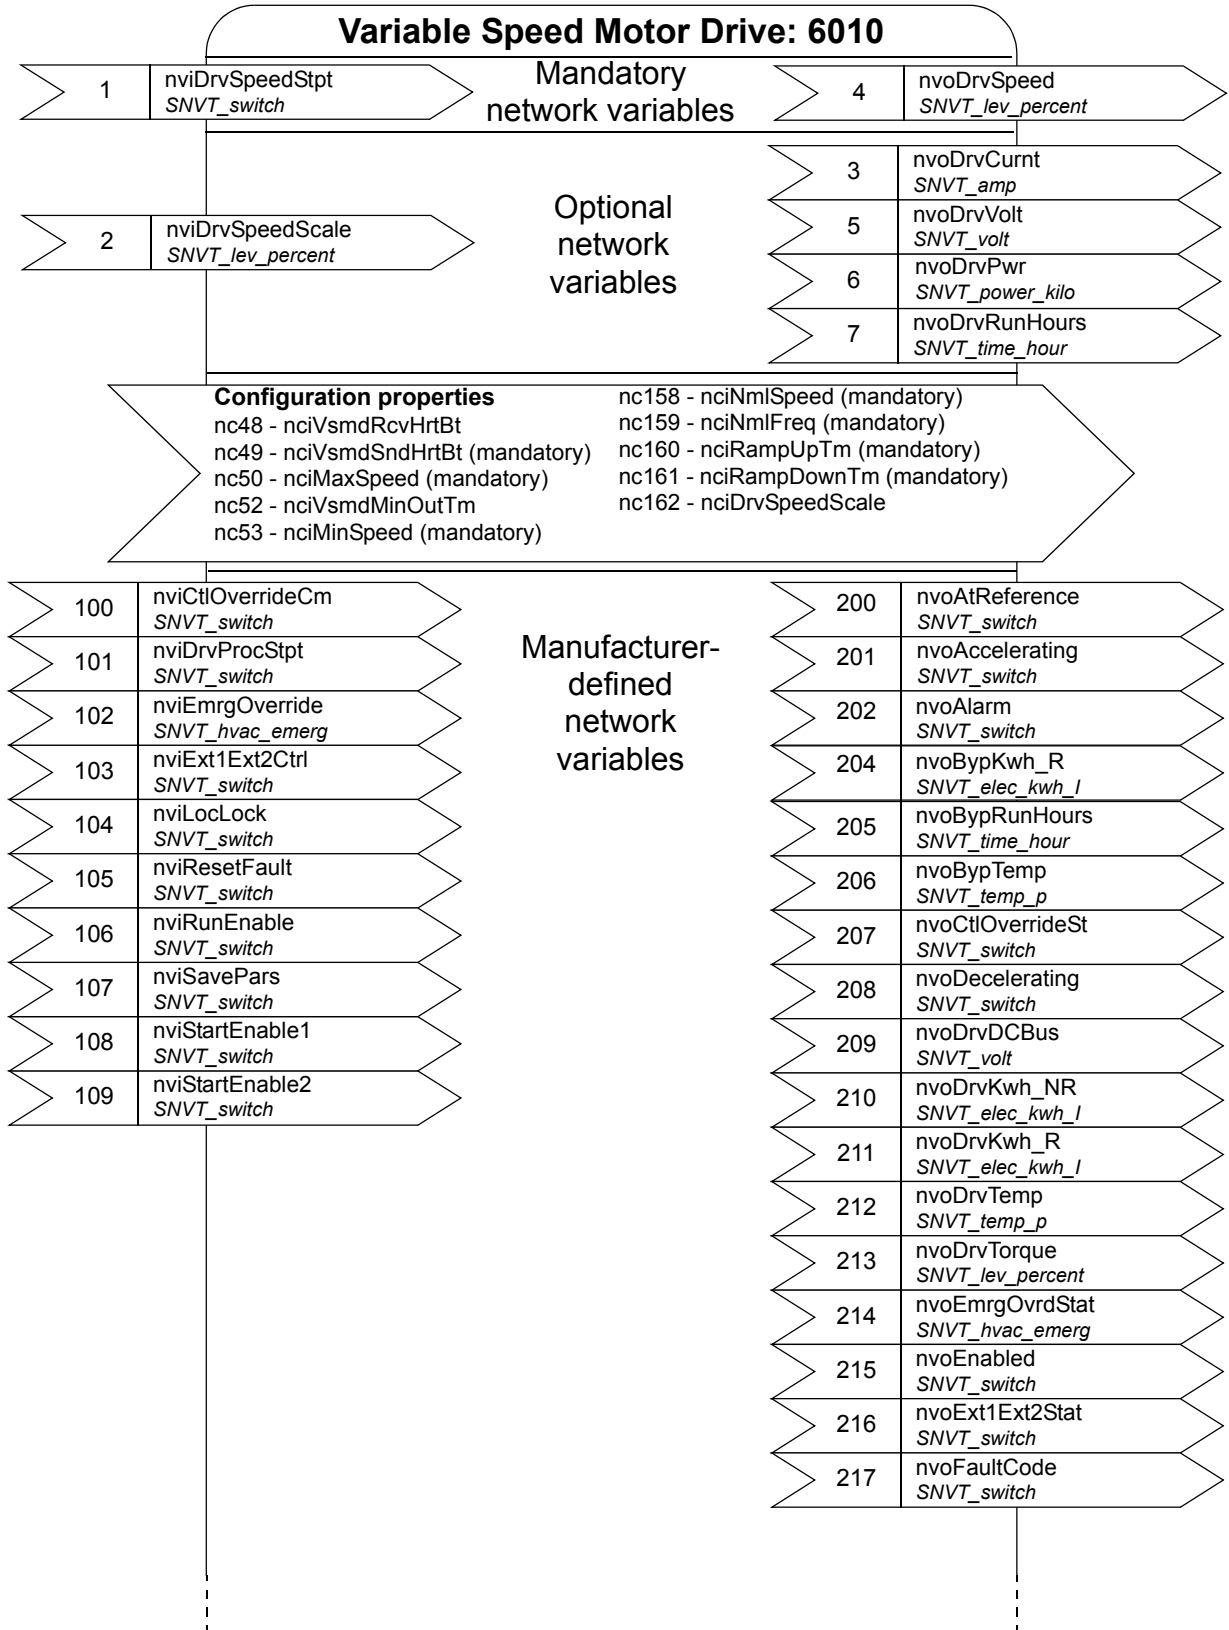 Variable Speed Motor Drive: 6010
1
nviDrvSpeedStpt
SNVT_switch
Mandatory
network variables
4
nvoDrvSpeed
SNVT_lev_percent
2
nviDrvSpeedScale
SNVT_lev_percent
Optional
network
variables
3
nvoDrvCurnt
SNVT_amp
5
nvoDrvVolt
SNVT_volt
6
nvoDrvPwr
SNVT_power_kilo
7
nvoDrvRunHours
SNVT_time_hour
Configuration properties
nc48 - nciVsmdRcvHrtBt
nc49 - nciVsmdSndHrtBt (mandatory)
nc50 - nciMaxSpeed (mandatory)
nc52 - nciVsmdMinOutTm
nc53 - nciMinSpeed (mandatory)
nc158 - nciNmlSpeed (mandatory)
nc159 - nciNmlFreq (mandatory)
nc160 - nciRampUpTm (mandatory)
nc161 - nciRampDownTm (mandatory)
nc162 - nciDrvSpeedScale
100
nviCtlOverrideCm
SNVT_switch
101
nviDrvProcStpt
SNVT_switch
102
nviEmrgOverride
SNVT_hvac_emerg
103
nviExt1Ext2Ctrl
SNVT_switch
104
nviLocLock
SNVT_switch
105
nviResetFault
SNVT_switch
106
nviRunEnable
SNVT_switch
107
nviSavePars
SNVT_switch
108
nviStartEnable1
SNVT_switch
109
nviStartEnable2
SNVT_switch
Manufacturer-
defined
network
variables
200
nvoAtReference
SNVT_switch
201
nvoAccelerating
SNVT_switch
202
nvoAlarm
SNVT_switch
204
nvoBypKwh_R
SNVT_elec_kwh_l
205
nvoBypRunHours
SNVT_time_hour
206
nvoBypTemp
SNVT_temp_p
207
nvoCtlOverrideSt
SNVT_switch
208
nvoDecelerating
SNVT_switch
209
nvoDrvDCBus
SNVT_volt
210
nvoDrvKwh_NR
SNVT_elec_kwh_l
211
nvoDrvKwh_R
SNVT_elec_kwh_l
212
nvoDrvTemp
SNVT_temp_p
213
nvoDrvTorque
SNVT_lev_percent
214
nvoEmrgOvrdStat
SNVT_hvac_emerg
215
nvoEnabled
SNVT_switch
216
nvoExt1Ext2Stat
SNVT_switch
217
nvoFaultCode
SNVT_switch